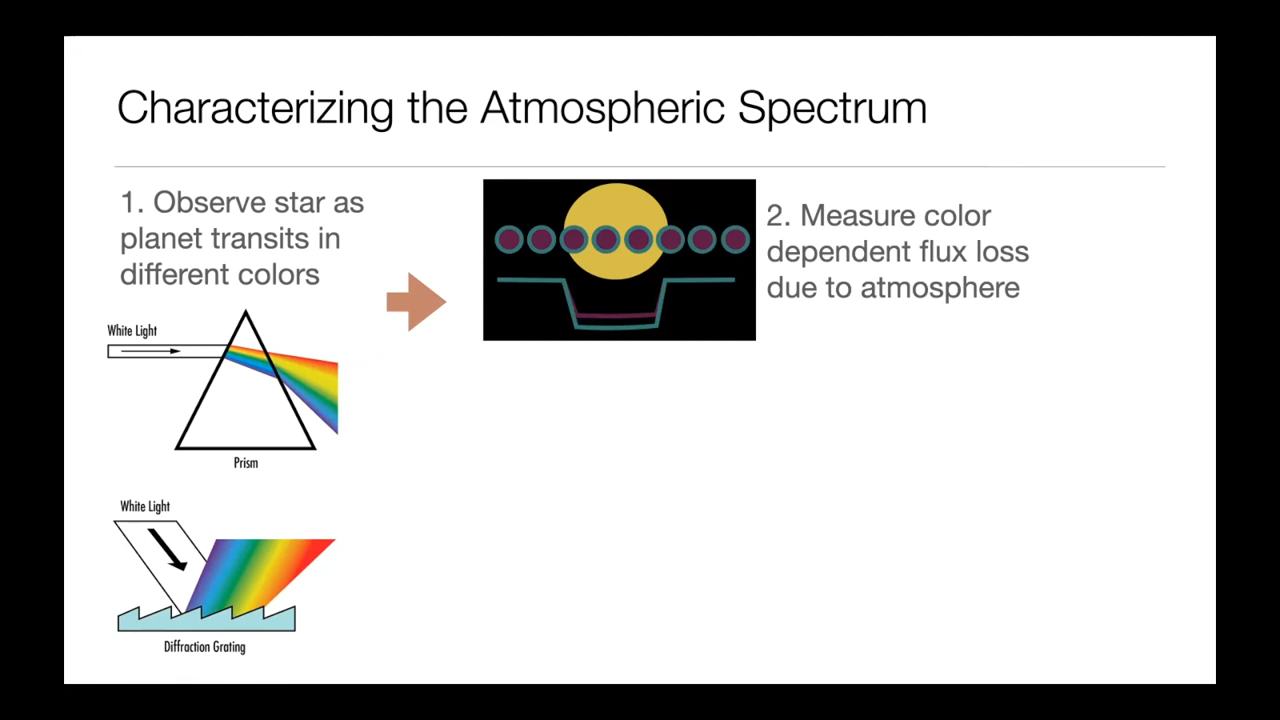 Characterizing the Atmospheric Spectrum
1. Observe star as
planet transits in
different colors
2. Measure color
dependent flux loss
due to atmosphere
White Light
Prism
White Light
Diffraction Grating